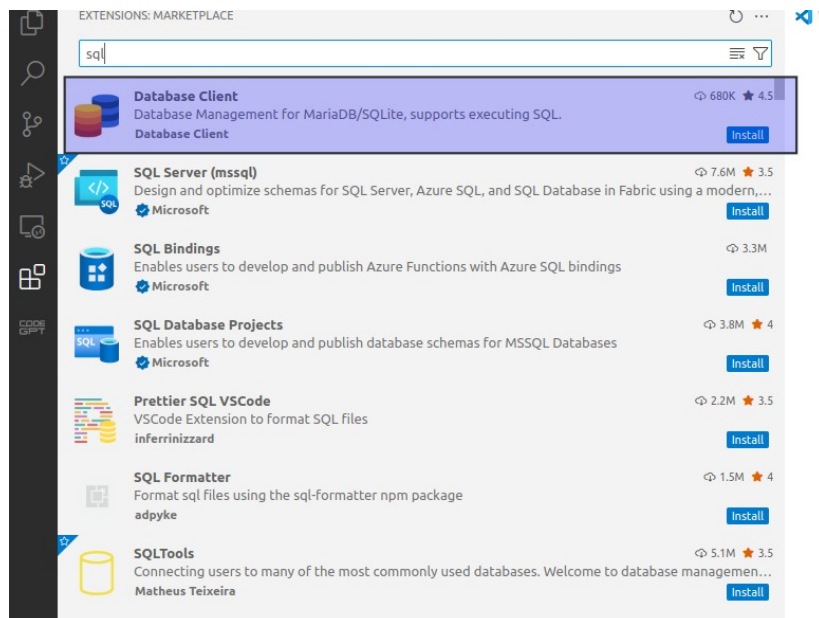 EXTENSIONS: MARKETPLACE
sql
Database Client 680K 4.5
Database Management for MariaDB/SQLite, supports executing SQL.
Database Client Install
SQL Server (mssql) 7.6M 3.5
Design and optimize schemas for SQL Server, Azure SQL, and SQL Database in Fabric using a modern,...
Microsoft Install
SQL Bindings 3.3M
Enables users to develop and publish Azure Functions with Azure SQL bindings
Microsoft Install
SQL Database Projects 3.8M 4
Enables users to develop and publish database schemas for MSSQL Databases
Microsoft Install
Prettier SQL VSCode 2.2M 3.5
VSCode Extension to format SQL files
inferrinizzard Install
SQL Formatter 1.5M 4
Format sql files using the sql-formatter npm package
adpyke Install
SQLTools 5.1M 3.5
Connecting users to many of the most commonly used databases. Welcome to database managemen...
Matheus Teixeira Install
CODE
GPT
</>
SQL
SQL